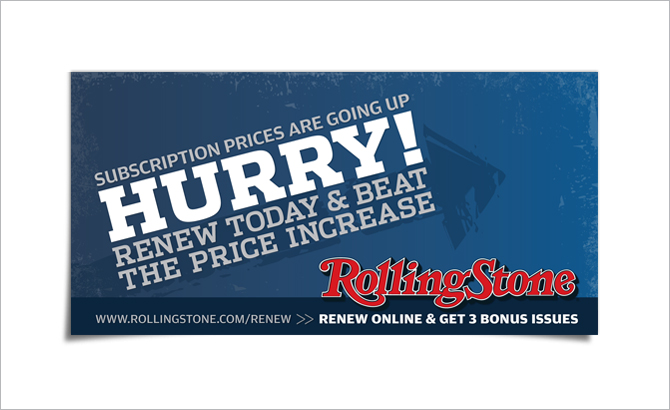 SUBSCRIPTION PRICES ARE GOING UP
HURRY!
RENEW TODAY & BEAT
THE PRICE INCREASE
RollingStone
WWW.ROLLINGSTONE.COM/RENEW >> RENEW ONLINE & GET 3 BONUS ISSUES